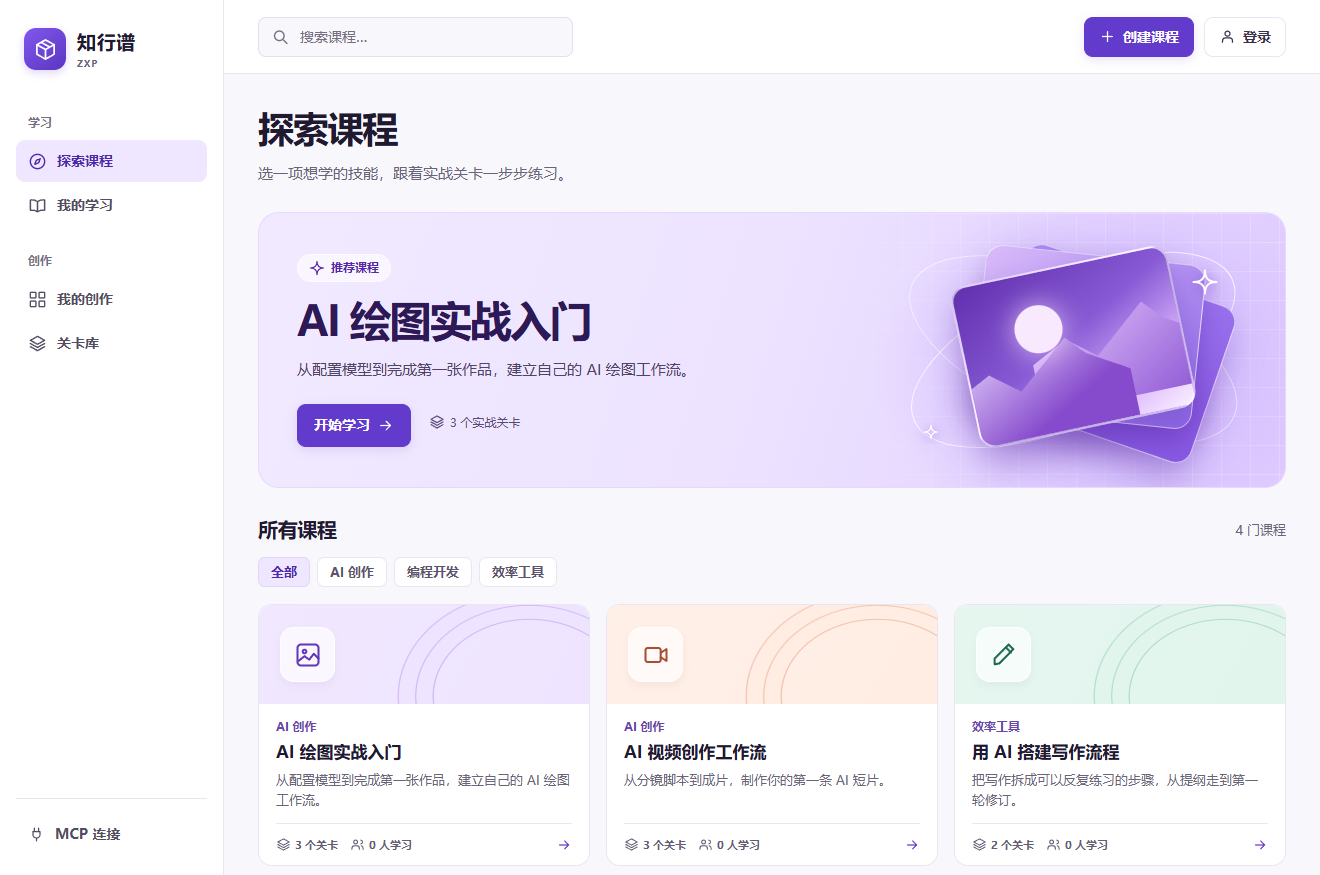 知行谱
ZXP
学习
探索课程
我的学习
创作
我的创作
关卡库
MCP 连接
搜索课程...
创建课程
登录
探索课程
选一项想学的技能，跟着实战关卡一步步练习。
推荐课程
AI 绘图实战入门
从配置模型到完成第一张作品，建立自己的 AI 绘图工作流。
开始学习
3 个实战关卡
所有课程
4 门课程
全部
AI 创作
编程开发
效率工具
AI 创作
AI 绘图实战入门
从配置模型到完成第一张作品，建立自己的 AI 绘图
工作流。
3 个关卡
0 人学习
AI 创作
AI 视频创作工作流
从分镜脚本到成片，制作你的第一条 AI 短片。
3 个关卡
0 人学习
效率工具
用 AI 搭建写作流程
把写作拆成可以反复练习的步骤，从提纲走到第一
轮修订。
2 个关卡
0 人学习